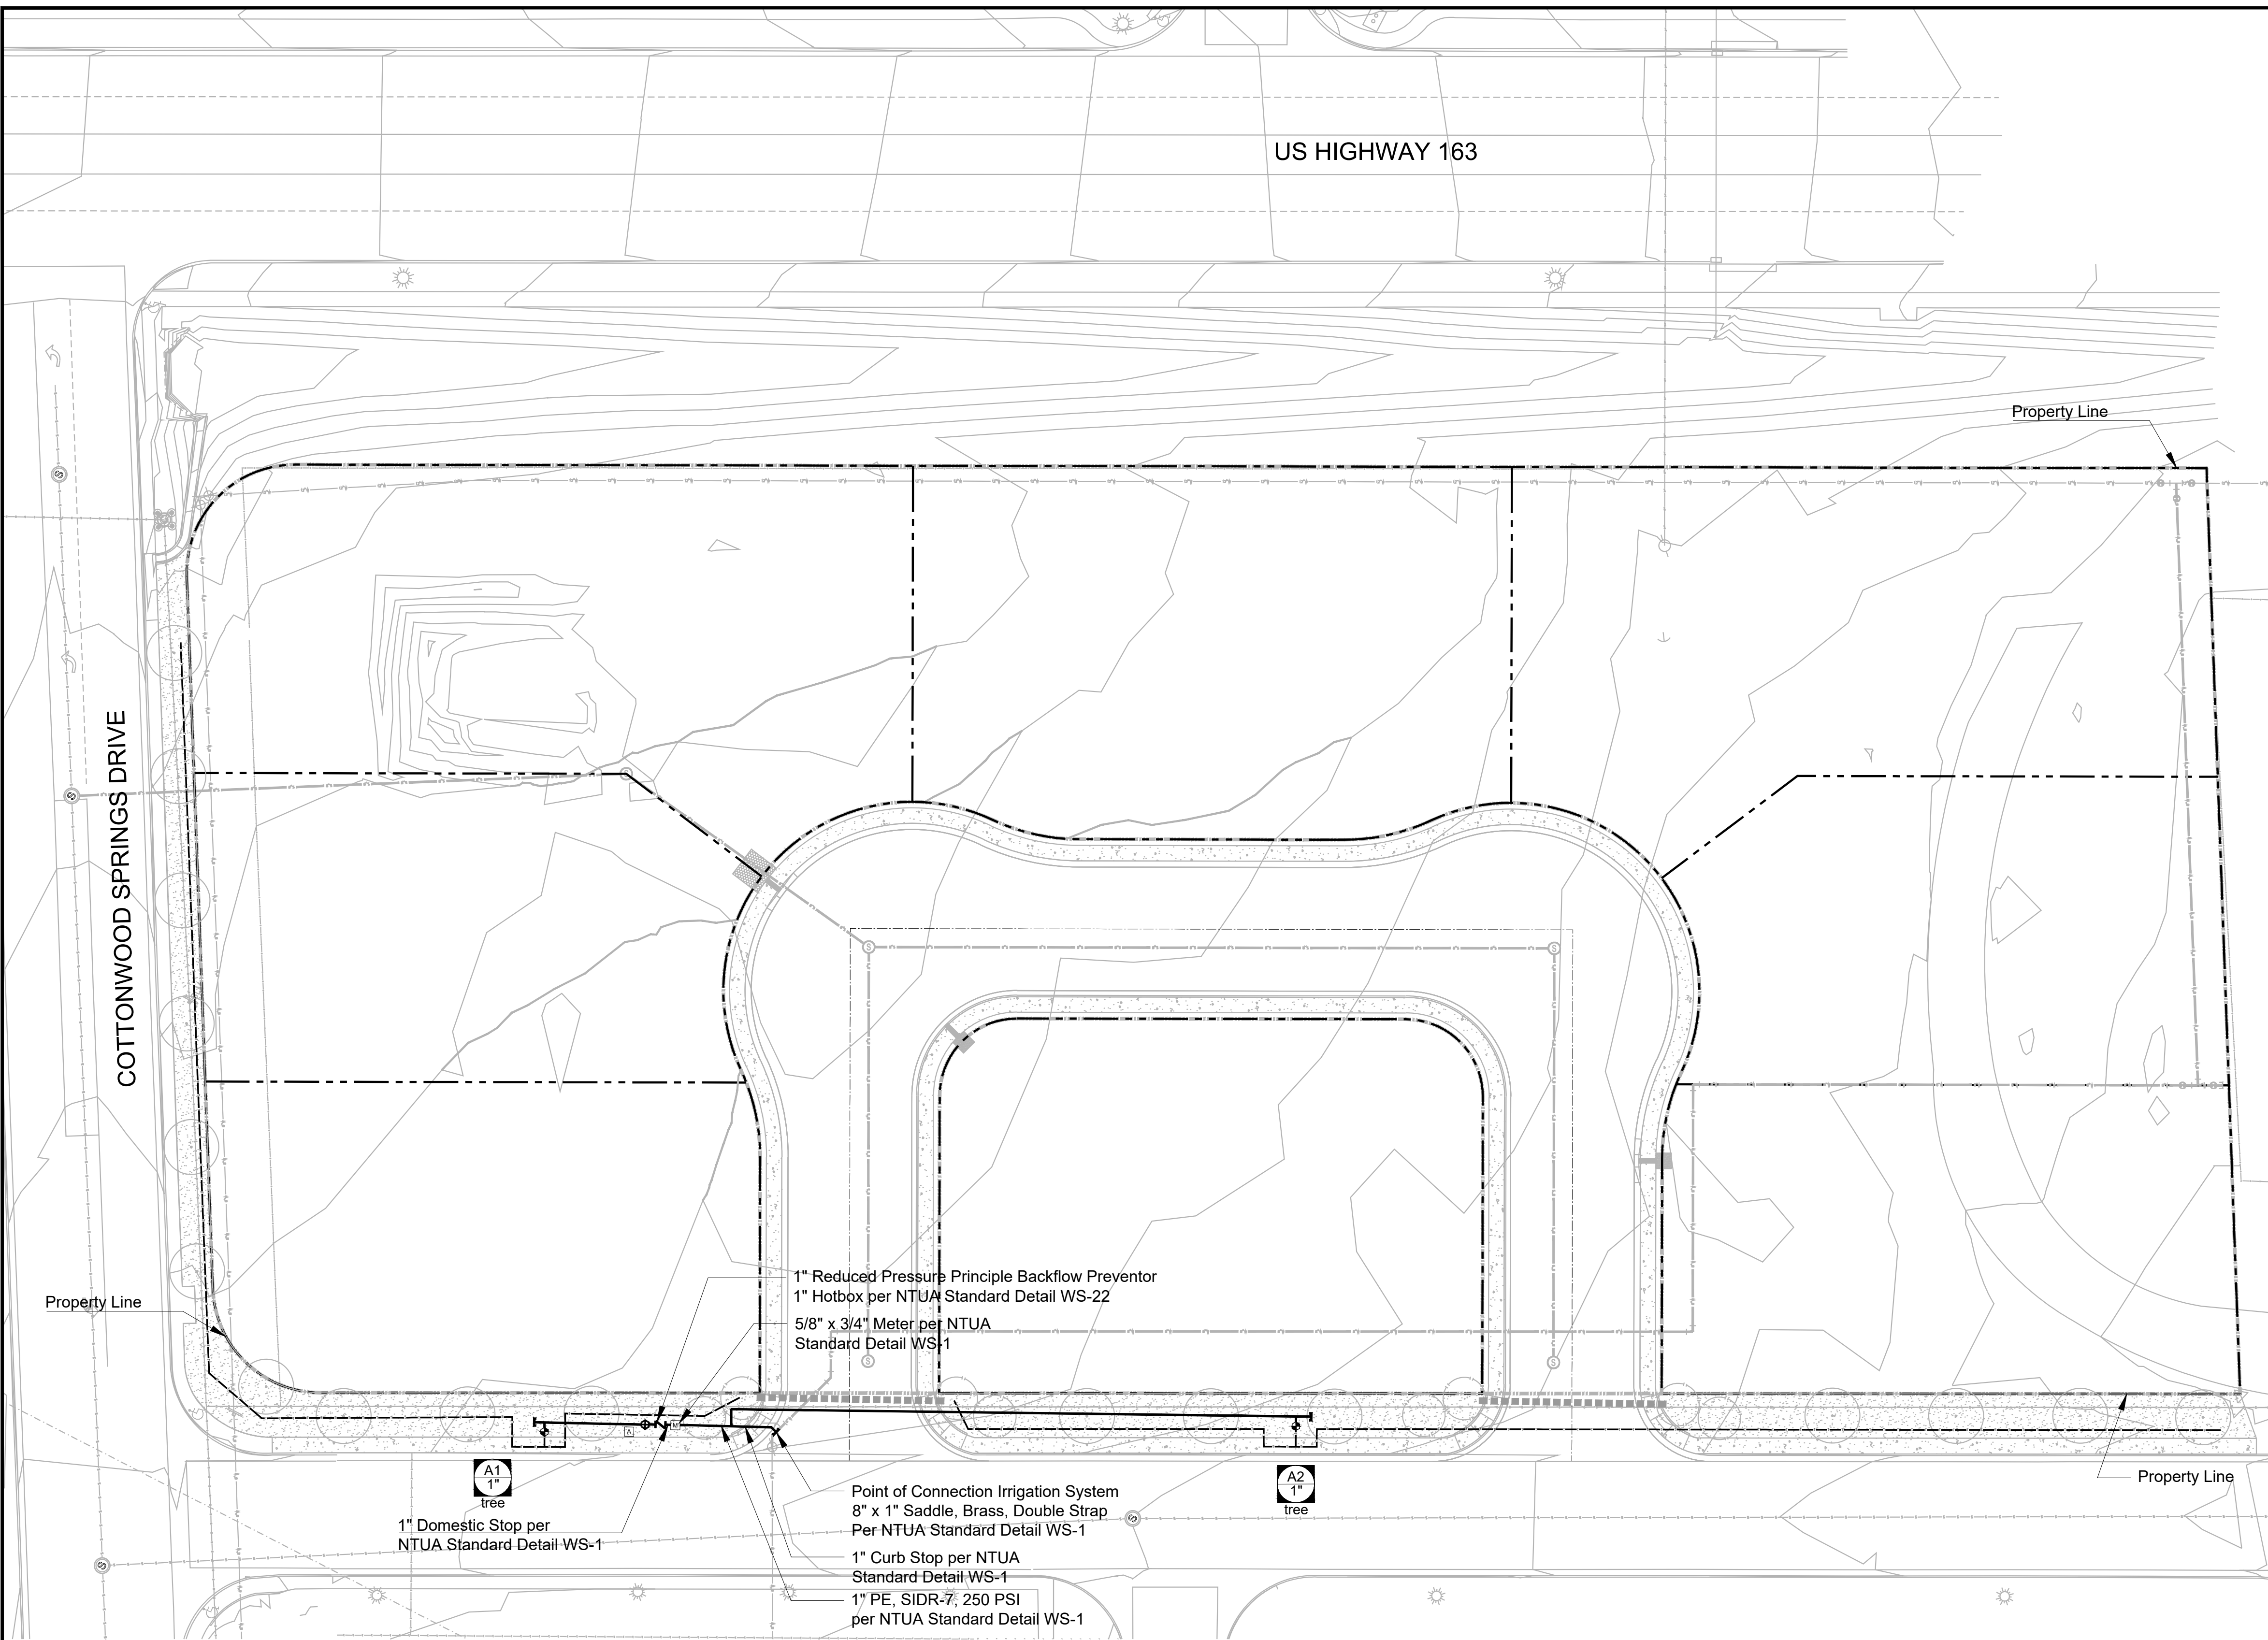 US HIGHWAY 163
Property Line
COTTONWOOD SPRINGS DRIVE
S
S
S
S
1" Reduced Pressure Principle Backflow Preventor
1" Hotbox per NTUA Standard Detail WS-22
Property Line
5/8" x 3/4" Meter per NTUA
Standard Detail WS-1
S
S
M
A
A1
1"
tree
A2
1"
tree
Property Line
Point of Connection Irrigation System
8" x 1" Saddle, Brass, Double Strap
Per NTUA Standard Detail WS-1
1" Domestic Stop per
NTUA Standard Detail WS-1
S
1" Curb Stop per NTUA
Standard Detail WS-1
S
1" PE, SIDR-7, 250 PSI
per NTUA Standard Detail WS-1